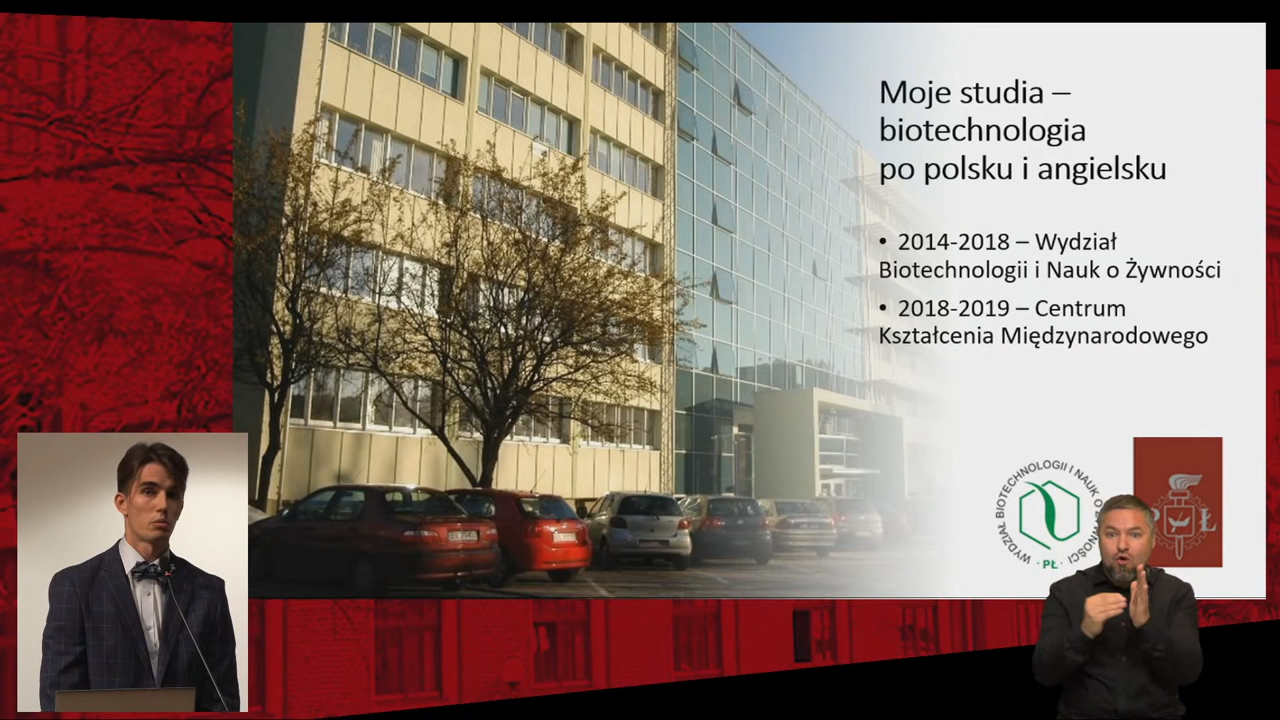 Moje studia –
biotechnologia
po polsku i angielsku
• 2014-2018 – Wydział
Biotechnologii i Nauk o Żywności
• 2018-2019 – Centrum
Kształcenia Międzynarodowego
WYDZIAŁ BIOTECHNOLOGII I NAUK O
· PŁ ·
Ł